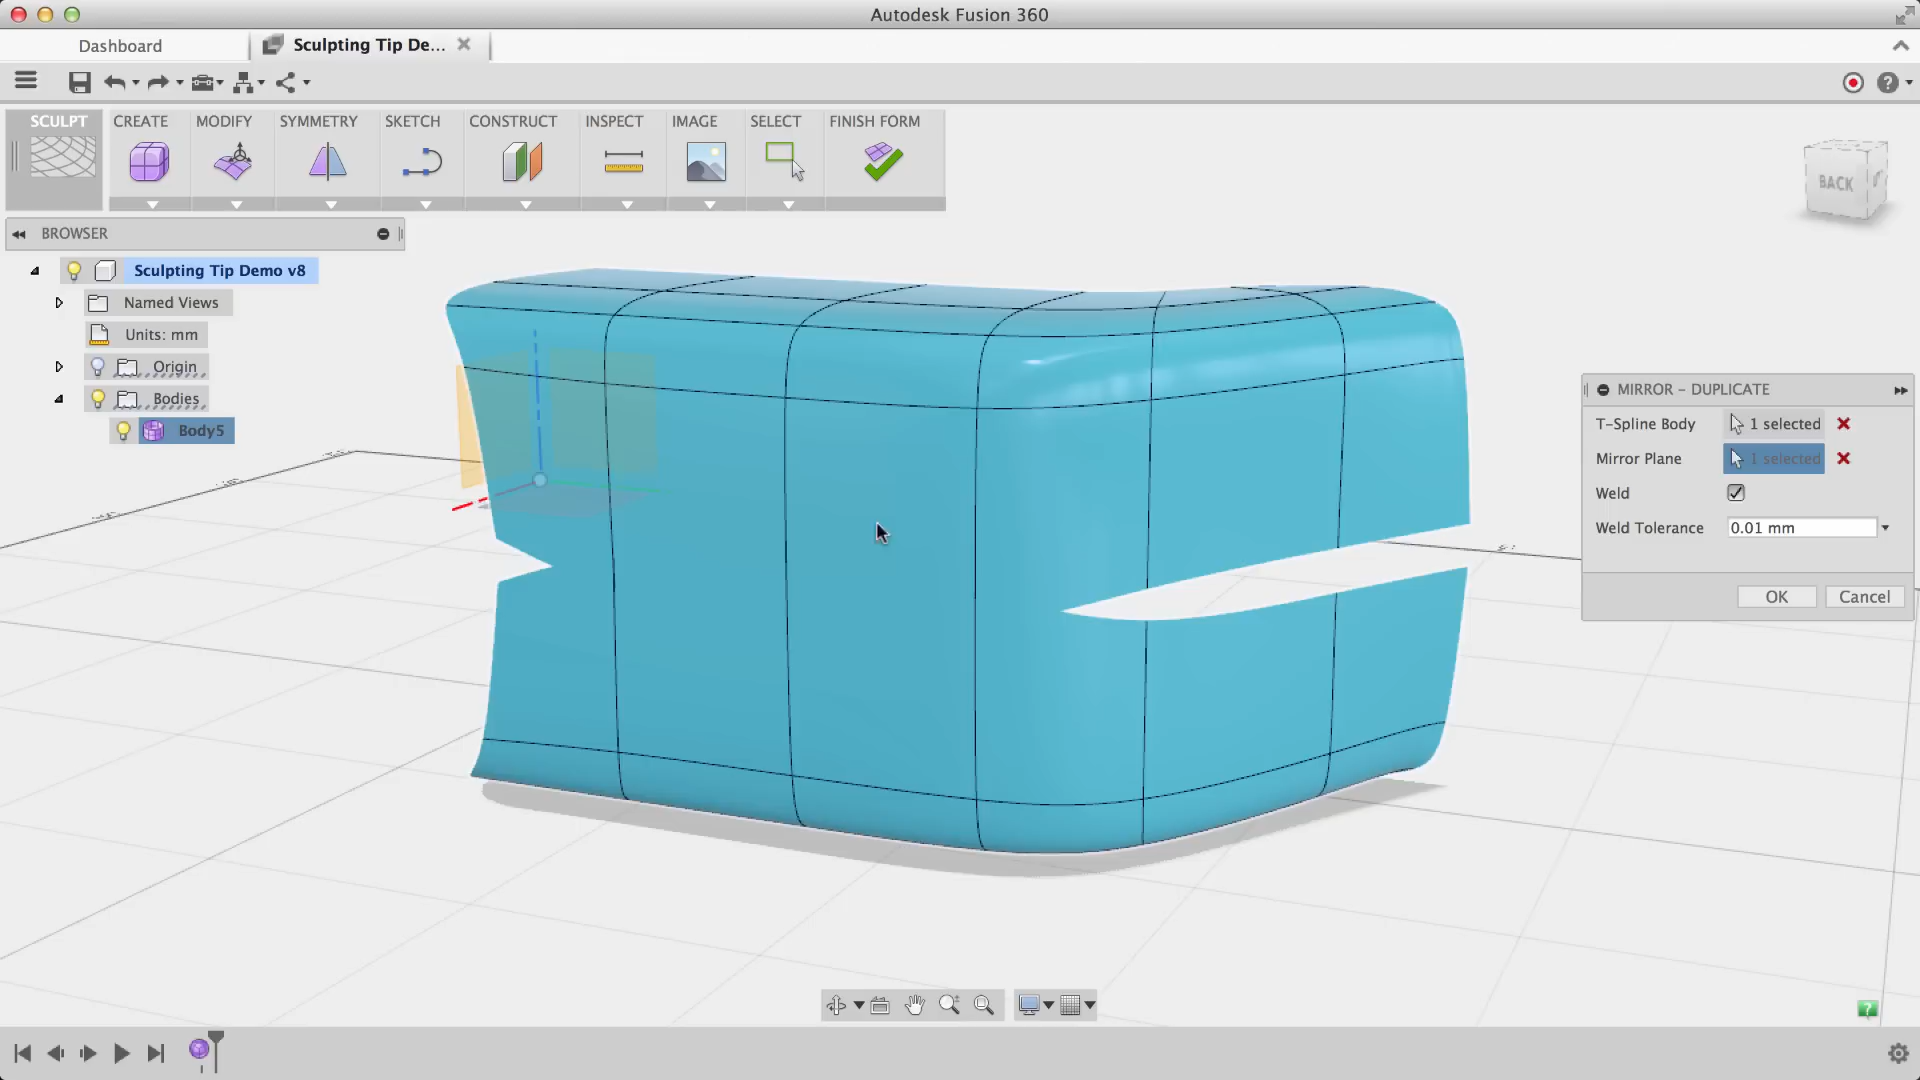 Autodesk Fusion 360
Dashboard
Sculpting Tip De...
SCULPT
CREATE
MODIFY
SYMMETRY
SKETCH
CONSTRUCT
INSPECT
IMAGE
SELECT
FINISH FORM
BROWSER
Sculpting Tip Demo v8
Named Views
Units: mm
Origin
Bodies
Body5
BACK
MIRROR - DUPLICATE
T-Spline Body
1 selected
Mirror Plane
1 selected
Weld
Weld Tolerance
0.01 mm
OK
Cancel